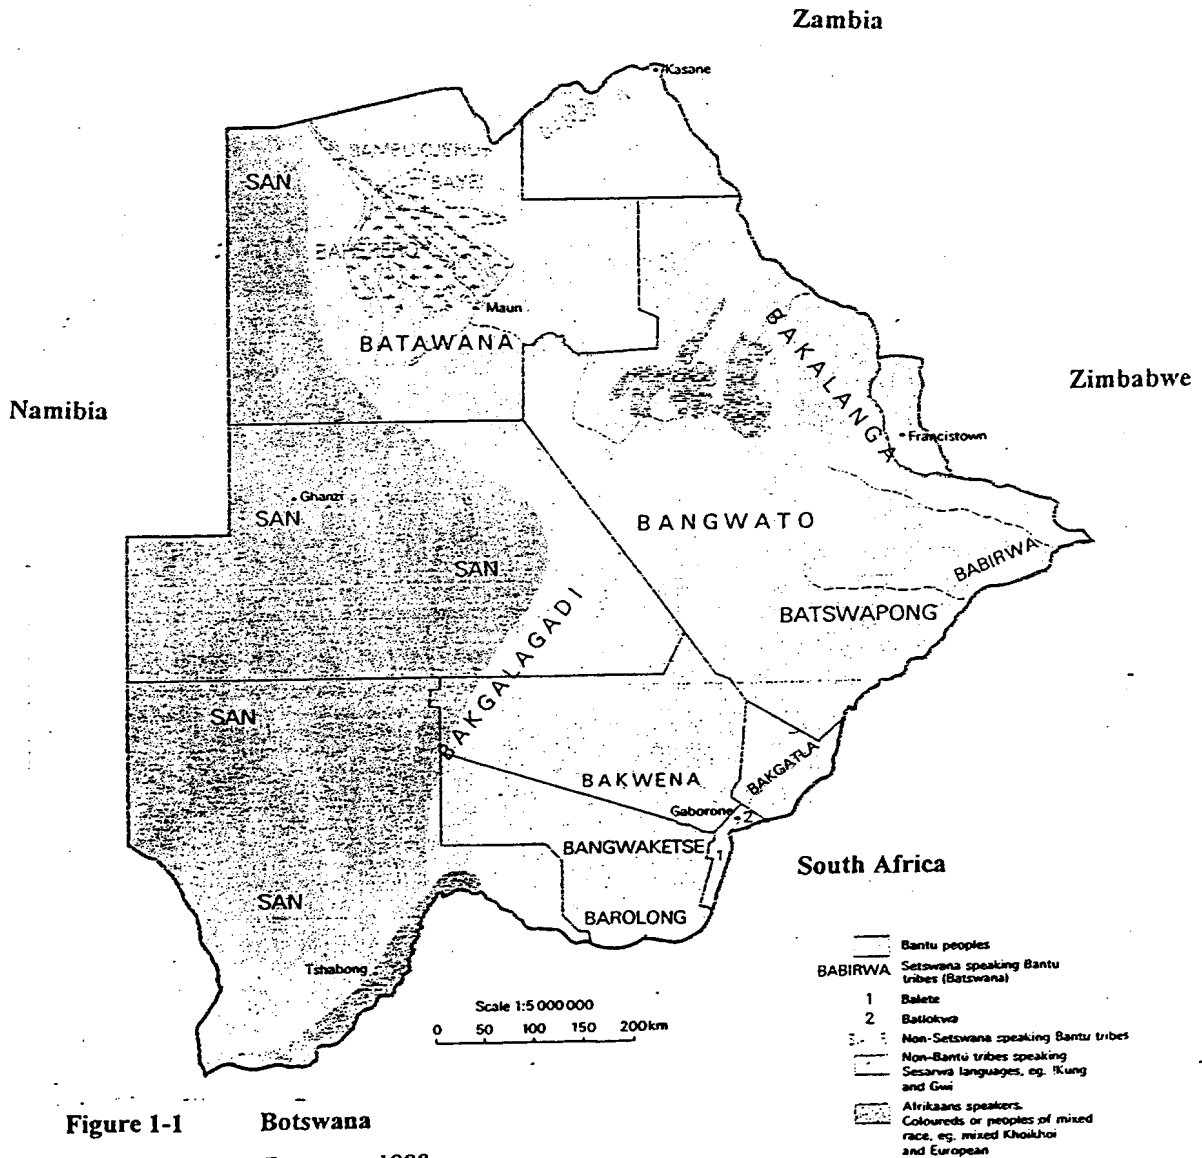 Zambia
Kasane
SAN
BAYEI
Maun
BATAWANA
BAKALANGA
Namibia
Zimbabwe
Francistown
Ghanzi
SAN
BANGWATO
SAN
BABIRWA
BATSWAPONG
BAKGALAGADI
SAN
BAKWENA
BAKGATLA
Gaborone
2
BANGWAKETSE
1
South Africa
SAN
BAROLONG
Tshabong
Scale 1:5 000 000
0 50 100 150 200km
Bantu peoples
BABIRWA Setswana speaking Bantu
tribes (Batswana)
1 Balete
2 Batlokwa
Non-Setswana speaking Bantu tribes
Non-Bantu tribes speaking
Sesarwa languages, eg. !Kung
and Gwi
Afrikaans speakers.
Coloureds or peoples of mixed
race, eg. mixed Khoikhoi
and European
Figure 1-1 Botswana